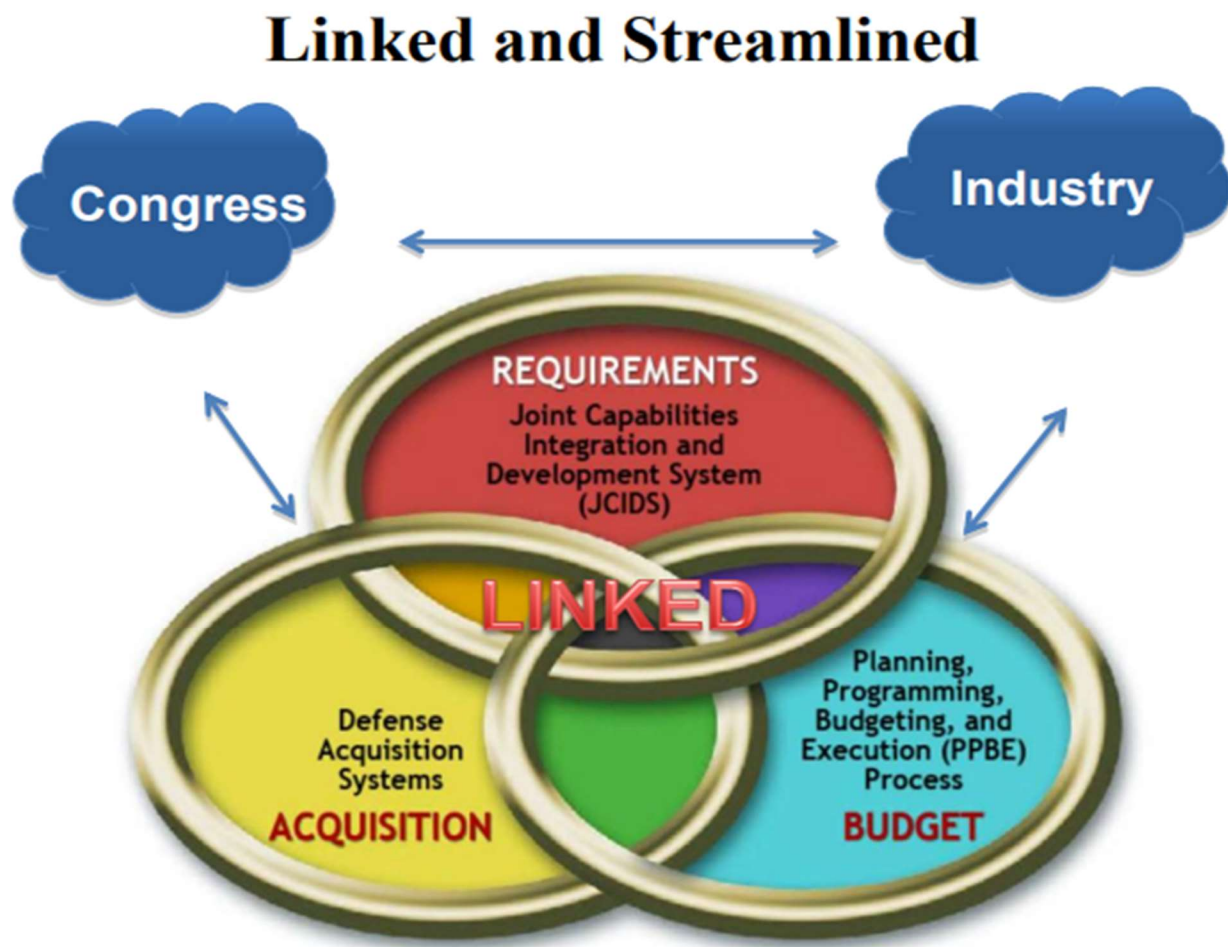 Linked and Streamlined
Congress
Industry
REQUIREMENTS
Joint Capabilities
Integration and
Development System
(JCIDS)
LINKED
Defense
Acquisition
Systems
ACQUISITION
Planning,
Programming,
Budgeting, and
Execution (PPBE)
Process
BUDGET